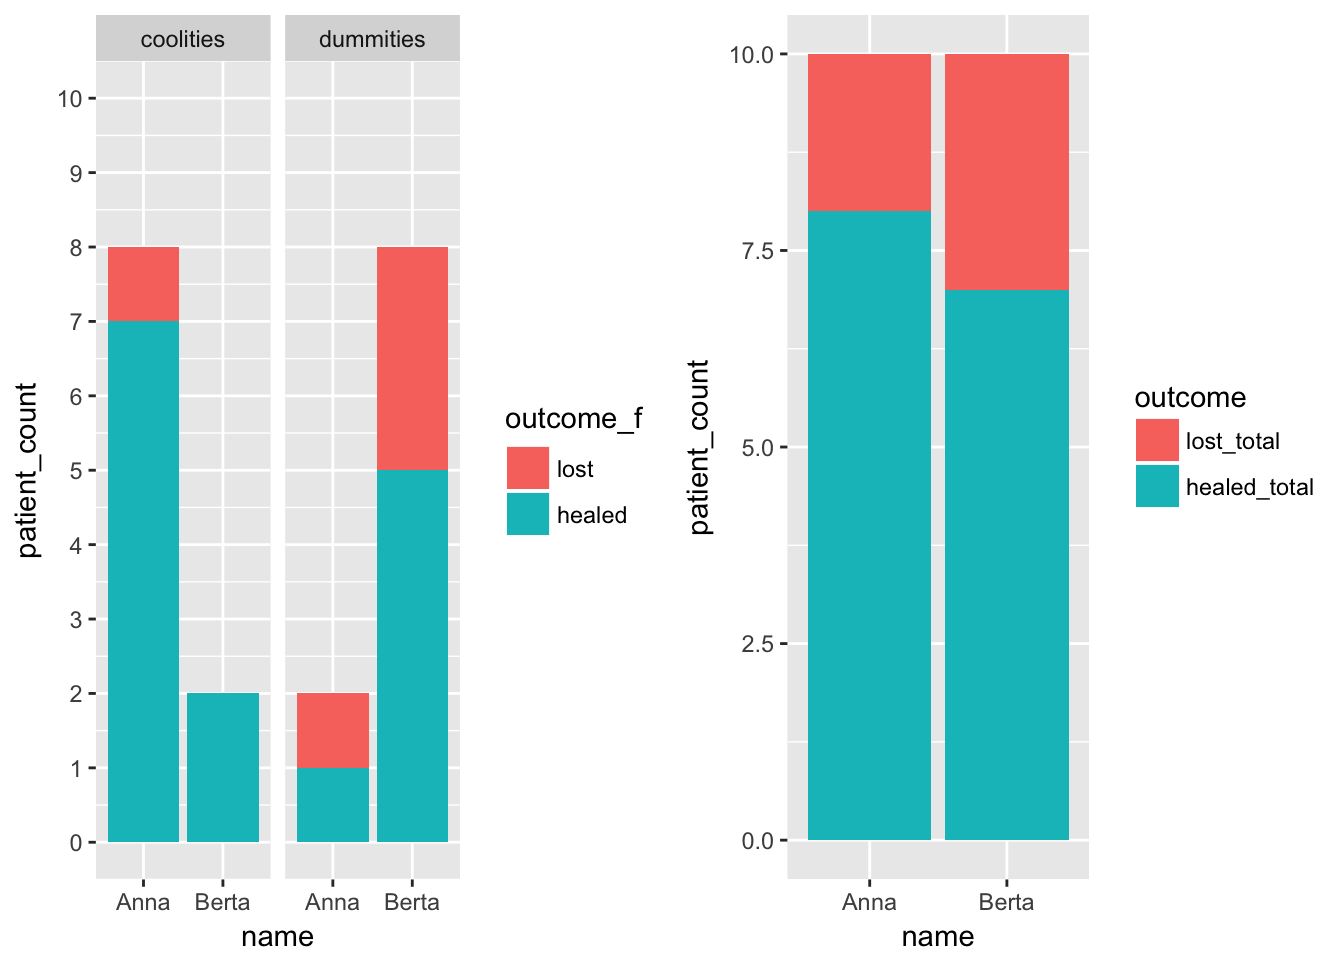 coolities dummities
10
9
8
7
6
5
4
3
2
1
0
patient_count
Anna Berta Anna Berta
name
outcome_f
lost
healed
10.0
7.5
5.0
2.5
0.0
patient_count
Anna Berta
name
outcome
lost_total
healed_total